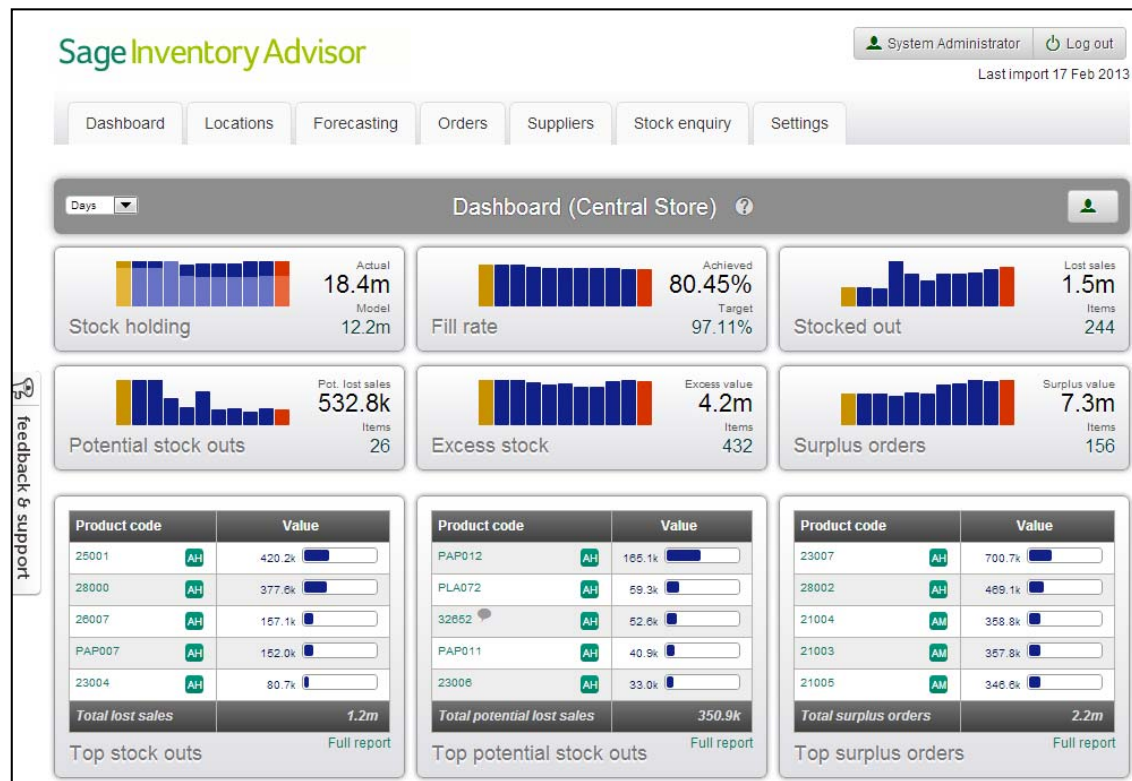 Sage Inventory Advisor
System Administrator
Log out
Last import 17 Feb 2013
Dashboard Locations Forecasting Orders Suppliers Stock enquiry Settings
Days
Dashboard (Central Store) ?
Actual
18.4m
Model
12.2m
Stock holding
Achieved
80.45%
Target
97.11%
Fill rate
Lost sales
1.5m
Items
244
Stocked out
Pot. lost sales
532.8k
Items
26
Potential stock outs
Excess value
4.2m
Items
432
Excess stock
Surplus value
7.3m
Items
156
Surplus orders
feedback & support
Product code Value
25001 AH 420.2k
28000 AH 377.6k
26007 AH 157.1k
PAP007 AH 152.0k
23004 AH 80.7k
Total lost sales 1.2m
Top stock outs
Full report
Product code Value
PAP012 AH 165.1k
PLA072 AH 59.3k
32652 AH 52.6k
PAP011 AH 40.9k
23006 AH 33.0k
Total potential lost sales 350.9k
Top potential stock outs
Full report
Product code Value
23007 AH 700.7k
28002 AH 469.1k
21004 AM 358.8k
21003 AM 357.8k
21005 AM 346.6k
Total surplus orders 2.2m
Top surplus orders
Full report